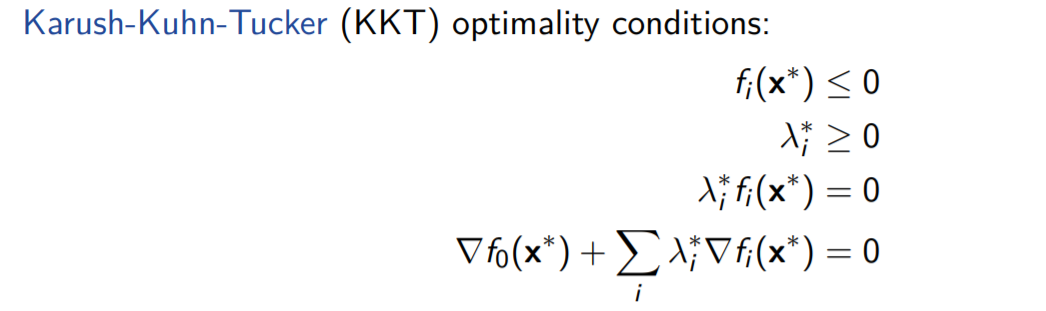 Karush-Kuhn-Tucker (KKT) optimality conditions:
fᵢ(x*) ≤ 0
λᵢ* ≥ 0
λᵢ* fᵢ(x*) = 0
∇f₀(x*) + ∑ᵢ λᵢ* ∇fᵢ(x*) = 0